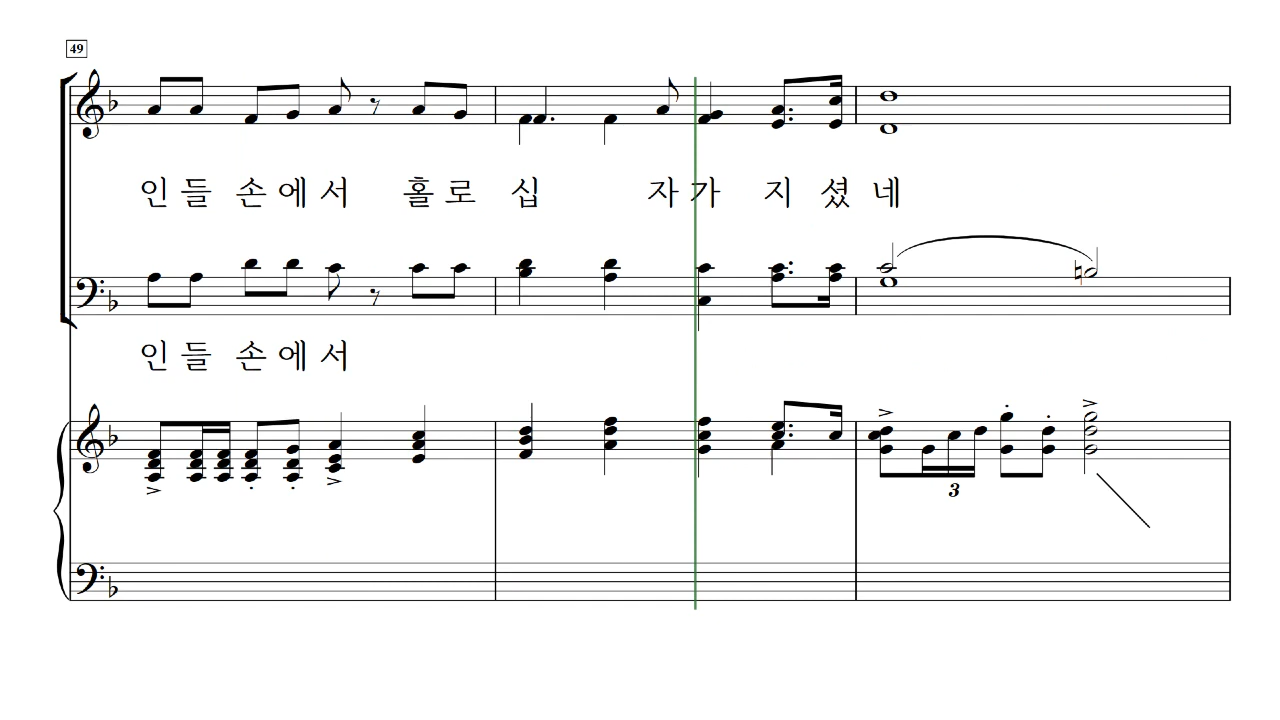 49
인 들 손 에 서 홀 로 십 자 가 지 셨 네
인 들 손 에 서
3